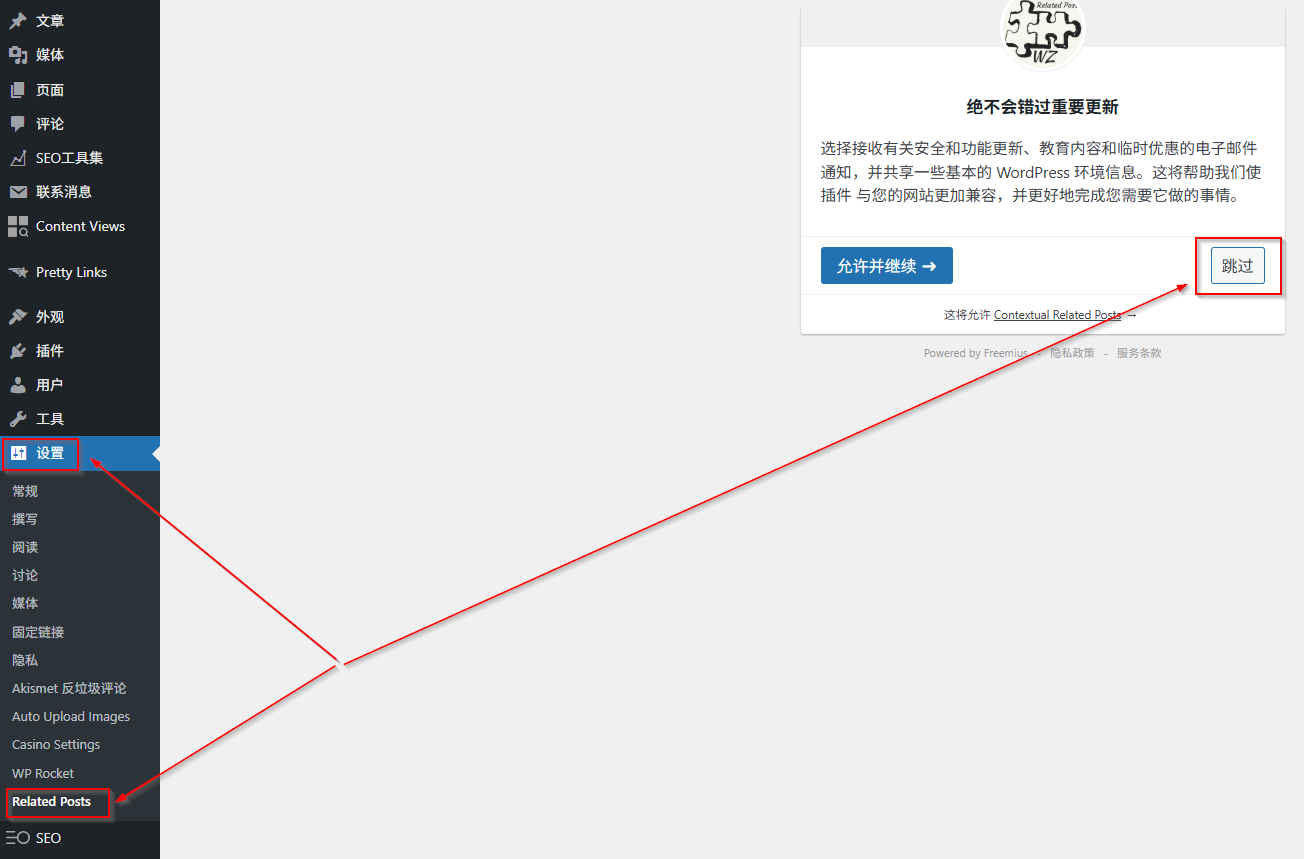 文章
媒体
页面
评论
SEO工具集
联系消息
Content Views
Pretty Links
外观
插件
用户
工具
设置
常规
撰写
阅读
讨论
媒体
固定链接
隐私
Akismet 反垃圾评论
Auto Upload Images
Casino Settings
WP Rocket
Related Posts
SEO
Related Pos
WZ
绝不会错过重要更新
选择接收有关安全和功能更新、教育内容和临时优惠的电子邮件
通知，并共享一些基本的 WordPress 环境信息。这将帮助我们使
插件 与您的网站更加兼容，并更好地完成您需要它做的事情。
允许并继续 ➜
跳过
这将允许 Contextual Related Posts →
Powered by Freemius - 隐私政策 - 服务条款